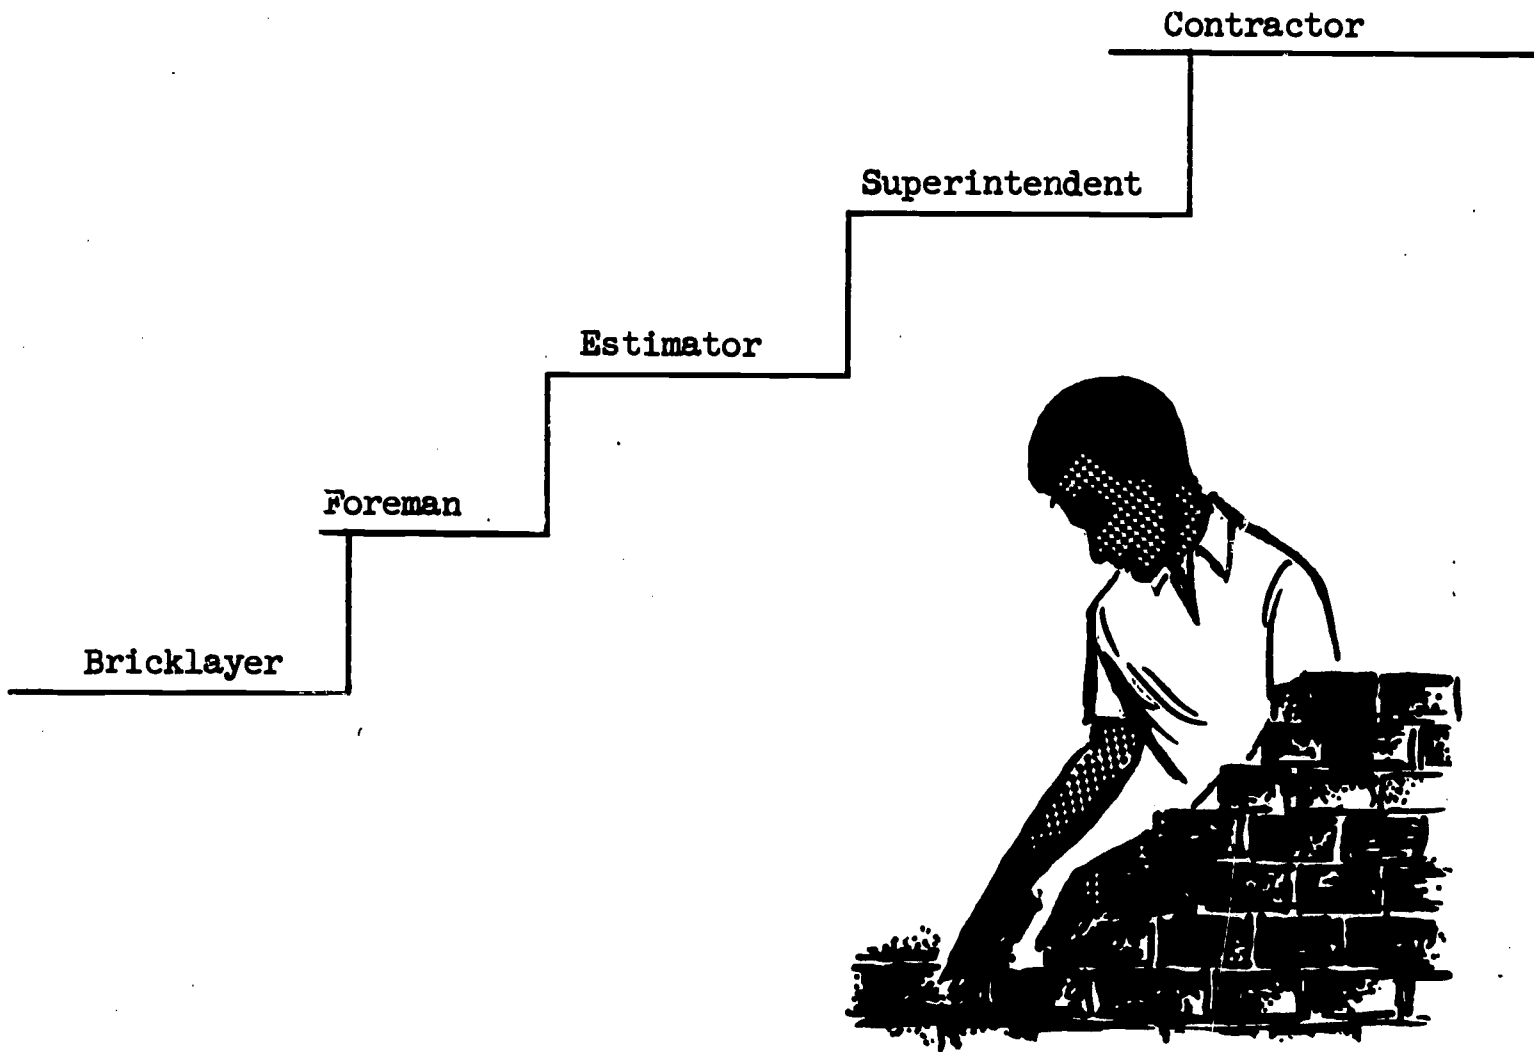 Contractor
Superintendent
Estimator
Foreman
Bricklayer